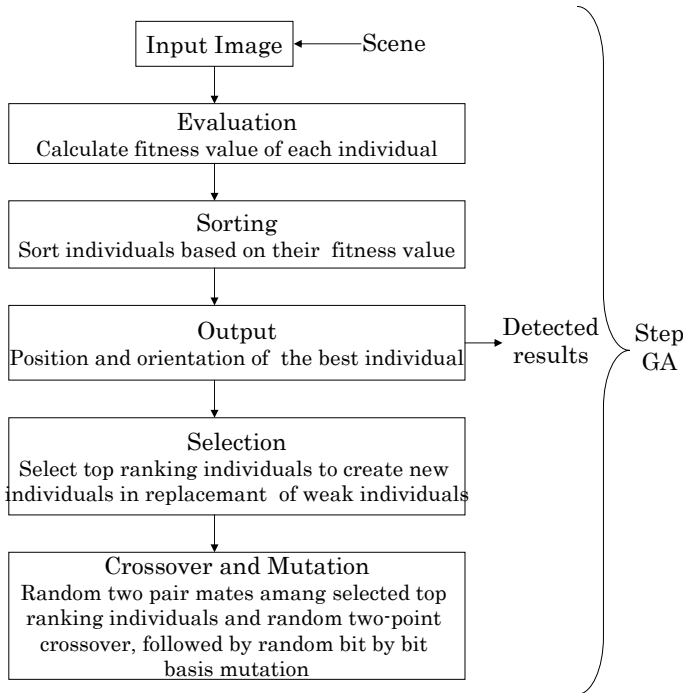 Input Image
Scene
Evaluation
Calculate fitness value of each individual
Sorting
Sort individuals based on their fitness value
Output
Position and orientation of the best individual
Detected
results
Step
GA
Selection
Select top ranking individuals to create new
individuals in replacemant of weak individuals
Crossover and Mutation
Random two pair mates amang selected top
ranking individuals and random two-point
crossover, followed by random bit by bit
basis mutation